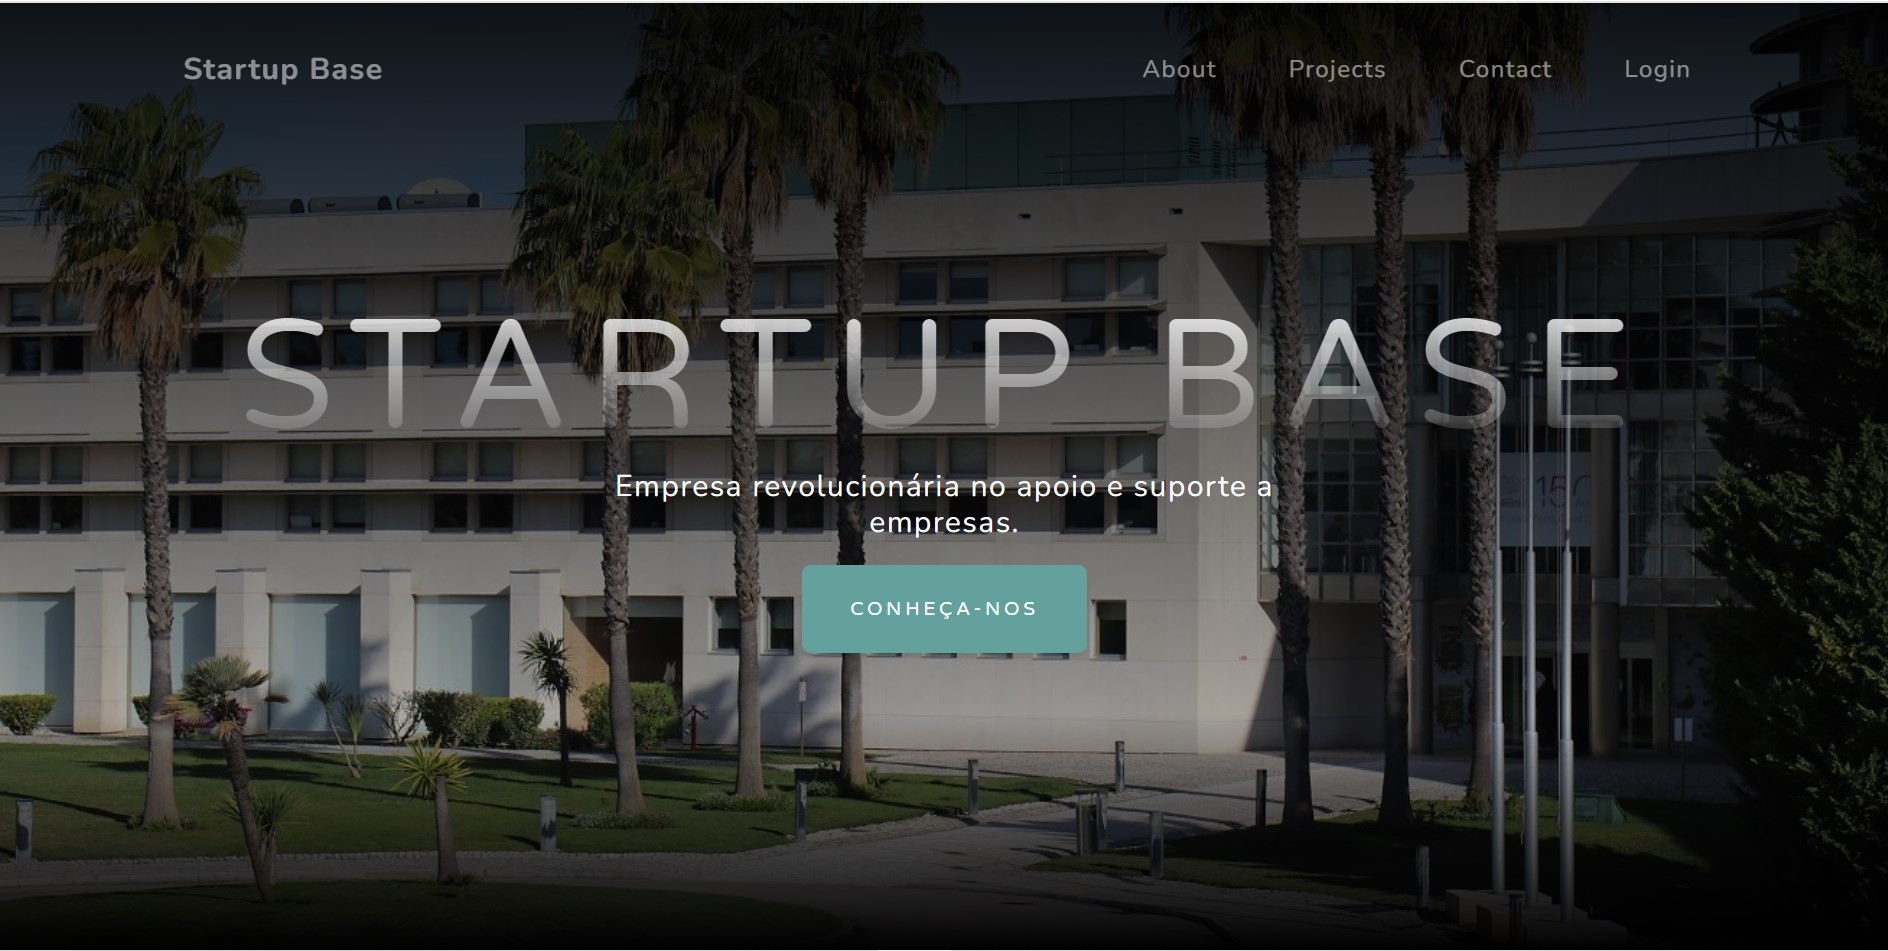 Startup Base
About Projects Contact Login
STARTUP BASE
Empresa revolucionária no apoio e suporte a
empresas.
CONHEÇA-NOS